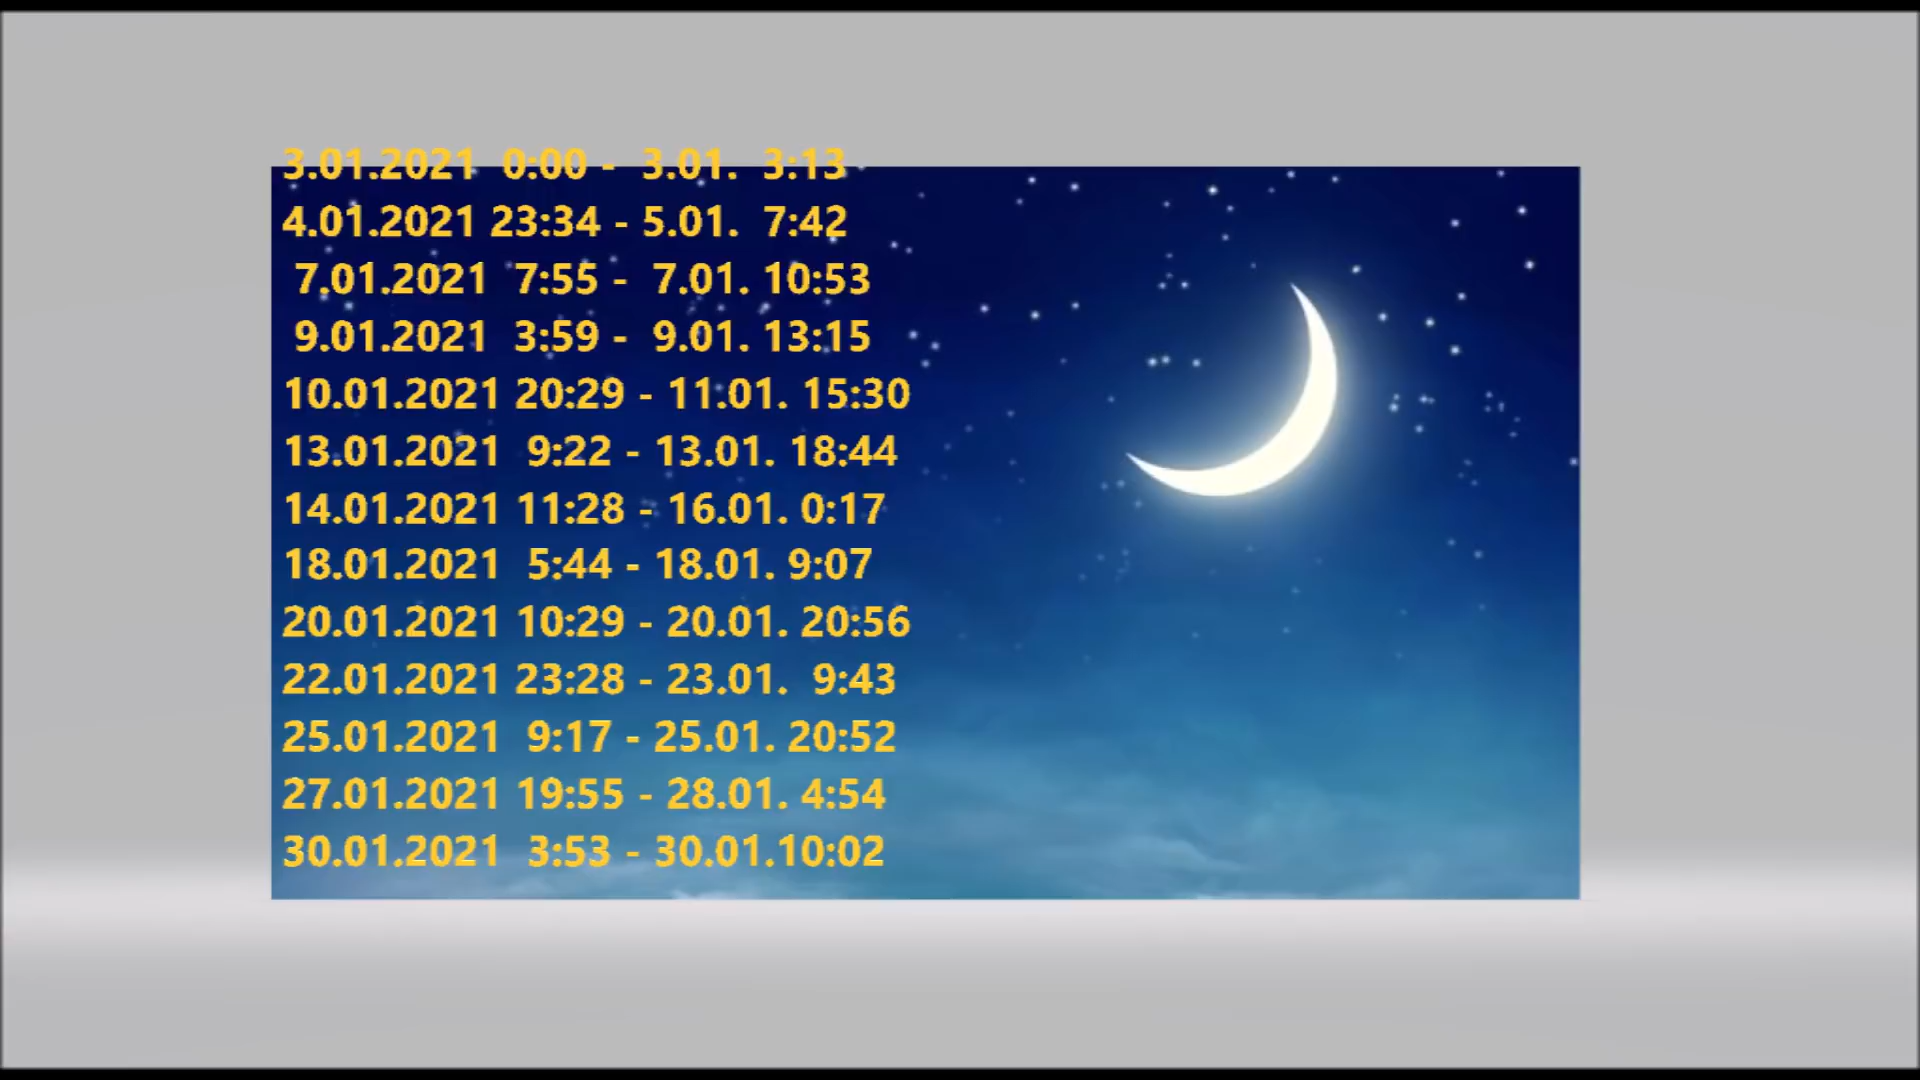 3.01.2021 0:00 - 3.01. 3:13
4.01.2021 23:34 - 5.01. 7:42
7.01.2021 7:55 - 7.01. 10:53
9.01.2021 3:59 - 9.01. 13:15
10.01.2021 20:29 - 11.01. 15:30
13.01.2021 9:22 - 13.01. 18:44
14.01.2021 11:28 - 16.01. 0:17
18.01.2021 5:44 - 18.01. 9:07
20.01.2021 10:29 - 20.01. 20:56
22.01.2021 23:28 - 23.01. 9:43
25.01.2021 9:17 - 25.01. 20:52
27.01.2021 19:55 - 28.01. 4:54
30.01.2021 3:53 - 30.01.10:02